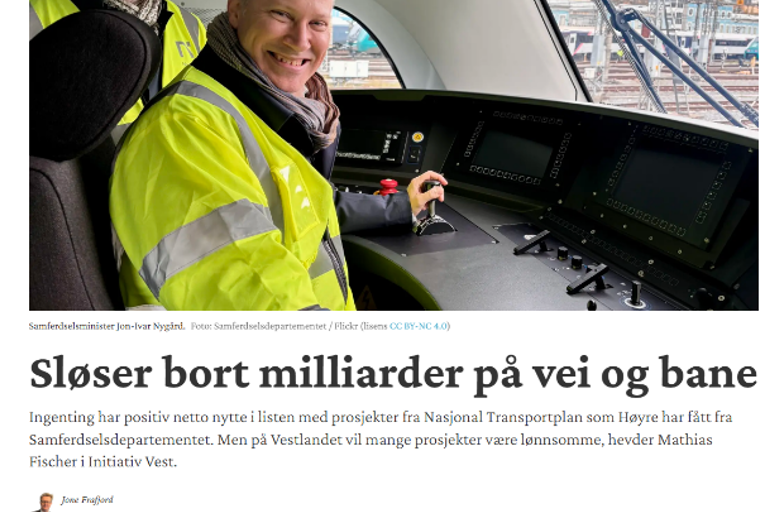 Samferdselsminister Jon-Ivar Nygård. Foto: Samferdselsdepartementet / Flickr (lisens CC BY-NC 4.0)
Sløser bort milliarder på vei og bane
Ingenting har positiv netto nytte i listen med prosjekter fra Nasjonal Transportplan som Høyre har fått fra
Samferdselsdepartementet. Men på Vestlandet vil mange prosjekter være lønnsomme, hevder Mathias
Fischer i Initiativ Vest.
Jone Frafjord